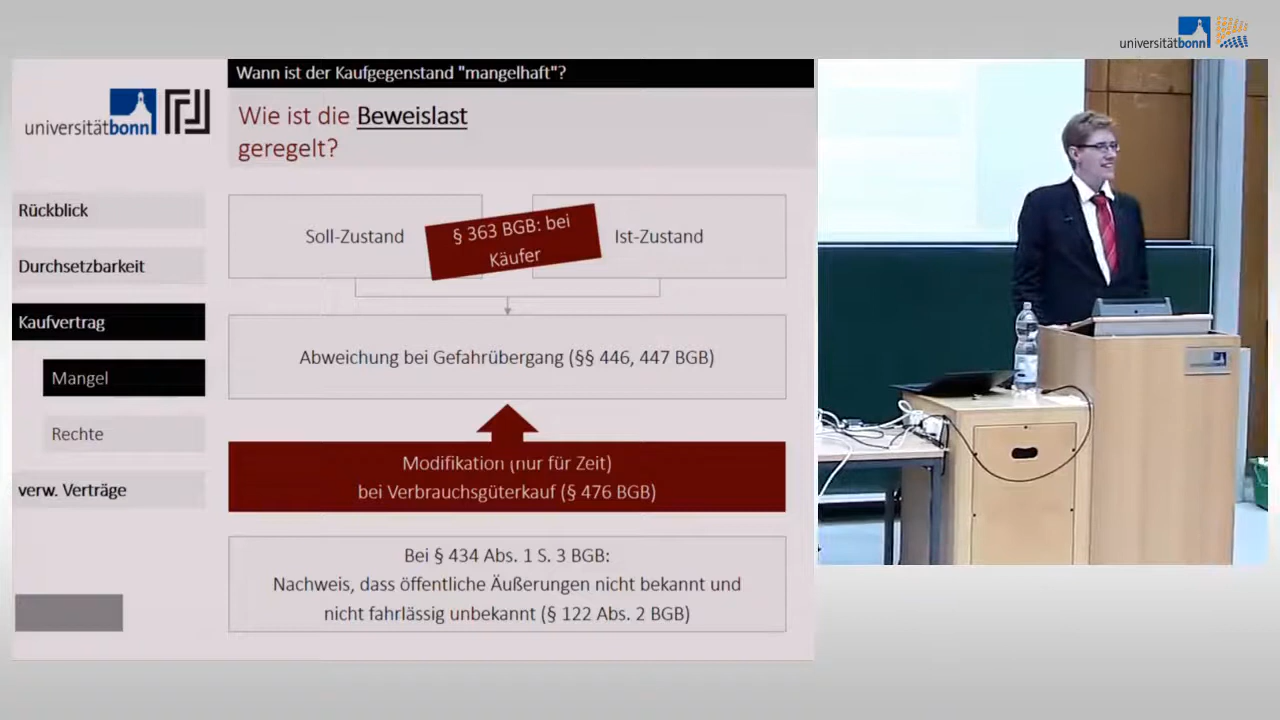 universitätbonn
Wann ist der Kaufgegenstand "mangelhaft"?
universitätbonn
Wie ist die Beweislast
geregelt?
Rückblick
Durchsetzbarkeit
Kaufvertrag
Mangel
Rechte
verw. Verträge
Soll-Zustand
§ 363 BGB: bei
Käufer
Ist-Zustand
Abweichung bei Gefahrübergang (§§ 446, 447 BGB)
Modifikation (nur für Zeit)
bei Verbrauchsgüterkauf (§ 476 BGB)
Bei § 434 Abs. 1 S. 3 BGB:
Nachweis, dass öffentliche Äußerungen nicht bekannt und
nicht fahrlässig unbekannt (§ 122 Abs. 2 BGB)